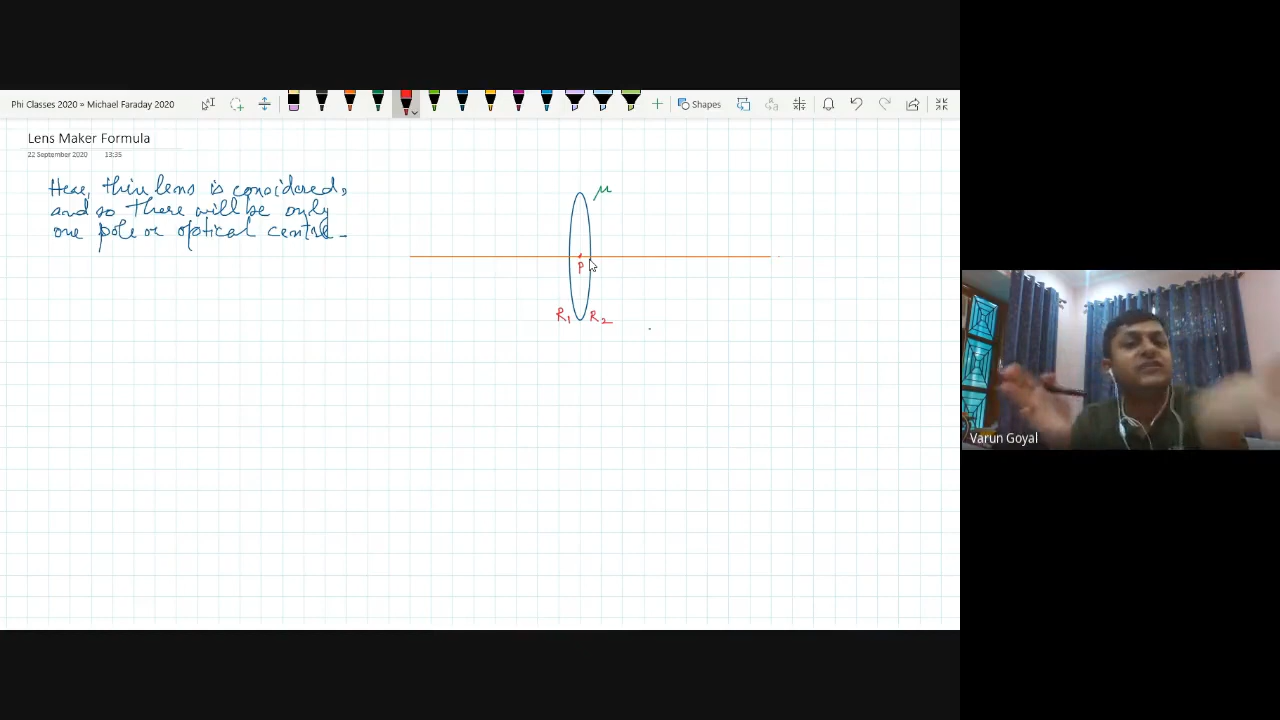 Phi Classes 2020 » Michael Faraday 2020
Shapes
Lens Maker Formula
22 September 2020 13:35
Here, thin lens is considered,
and so there will be only
one pole or optical centre.
μ
P
R1 R2
Varun Goyal